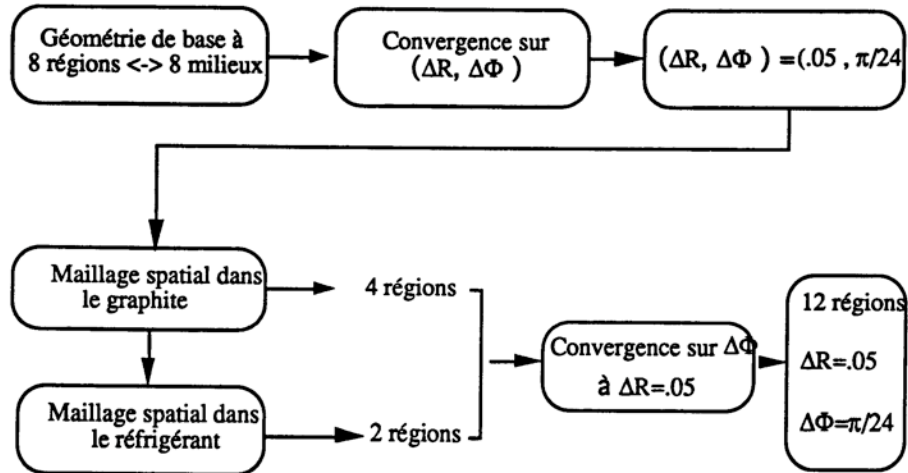 Géométrie de base à
8 régions <-> 8 milieux
Convergence sur
(ΔR, ΔΦ )
(ΔR, ΔΦ ) =(.05 , π/24
Maillage spatial dans
le graphite
4 régions
Maillage spatial dans
le réfrigérant
2 régions
Convergence sur ΔΦ
à ΔR=.05
12 régions
ΔR=.05
ΔΦ=π/24